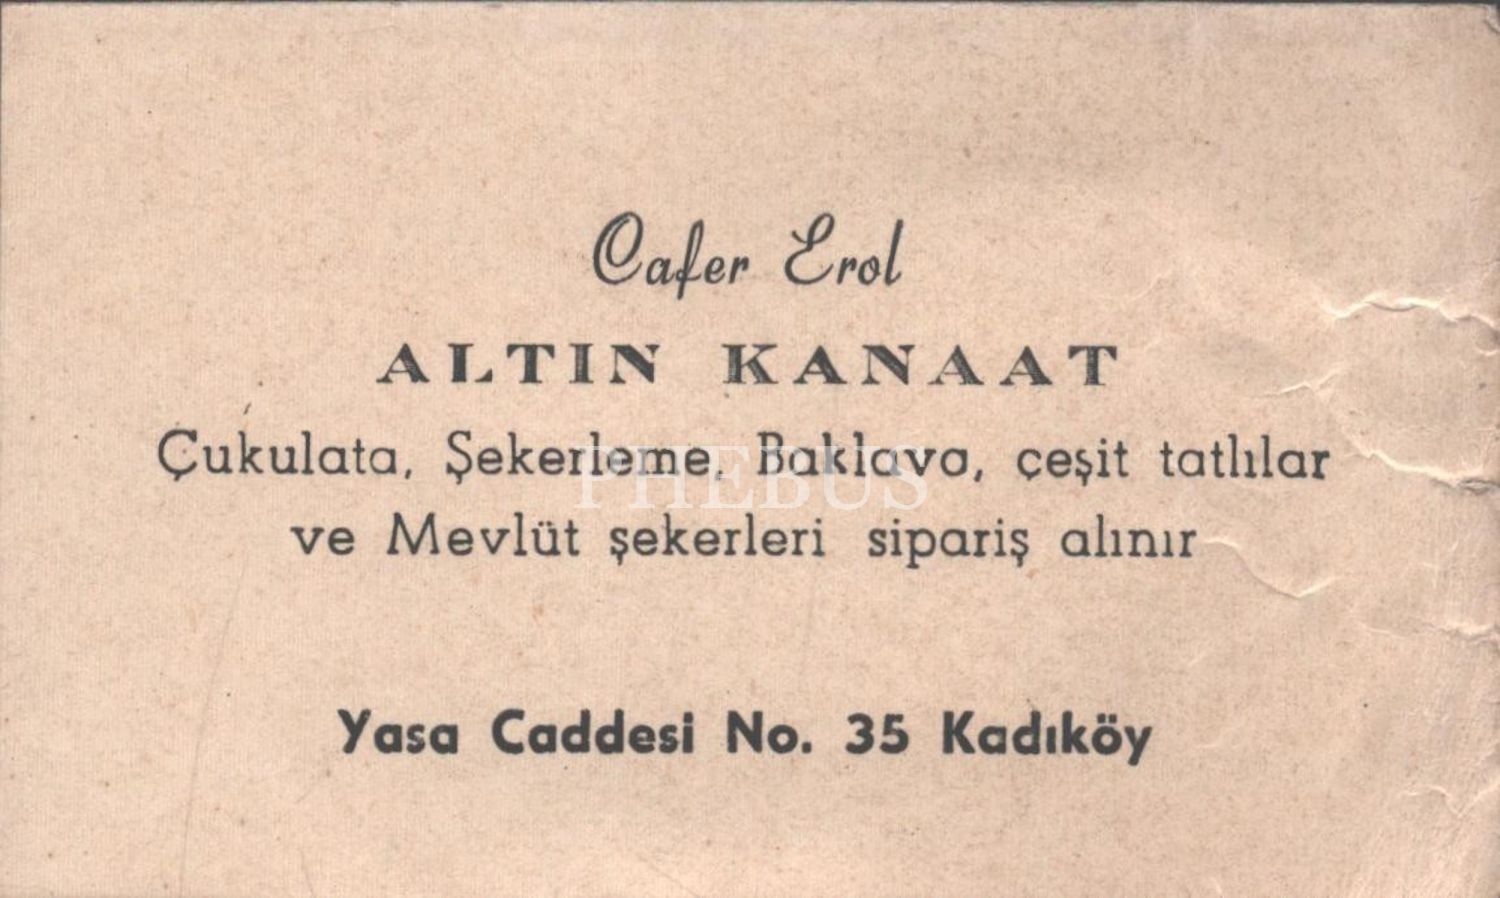 Cafer Erol
ALTIN KANAAT
Çukulata, Şekerleme, Baklava, çeşit tatlılar
PHEBUS
ve Mevlüt şekerleri sipariş alınır
Yasa Caddesi No. 35 Kadıköy